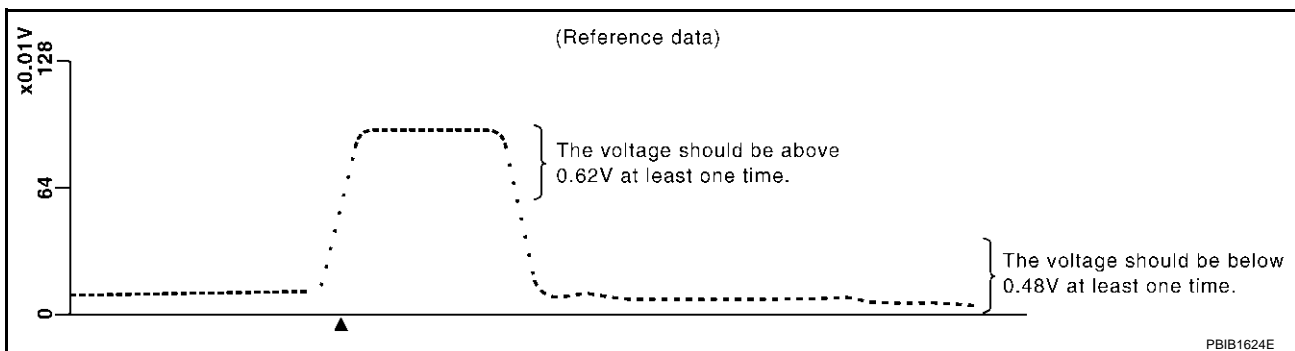 (Reference data)
x0.01V
128
64
0
The voltage should be above
0.62V at least one time.
The voltage should be below
0.48V at least one time.
PBIB1624E